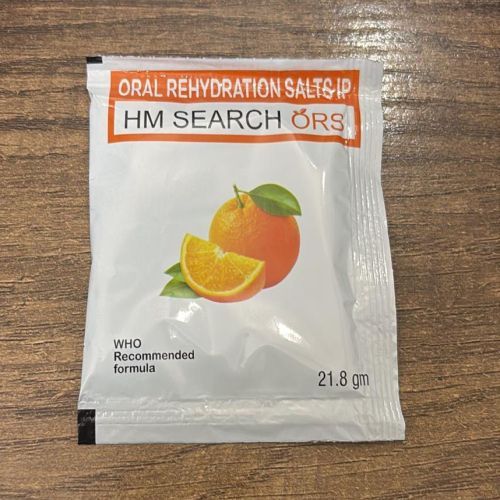 ORAL REHYDRATION SALTS IP
HM SEARCH ORS
WHO
Recommended
formula
21.8 gm